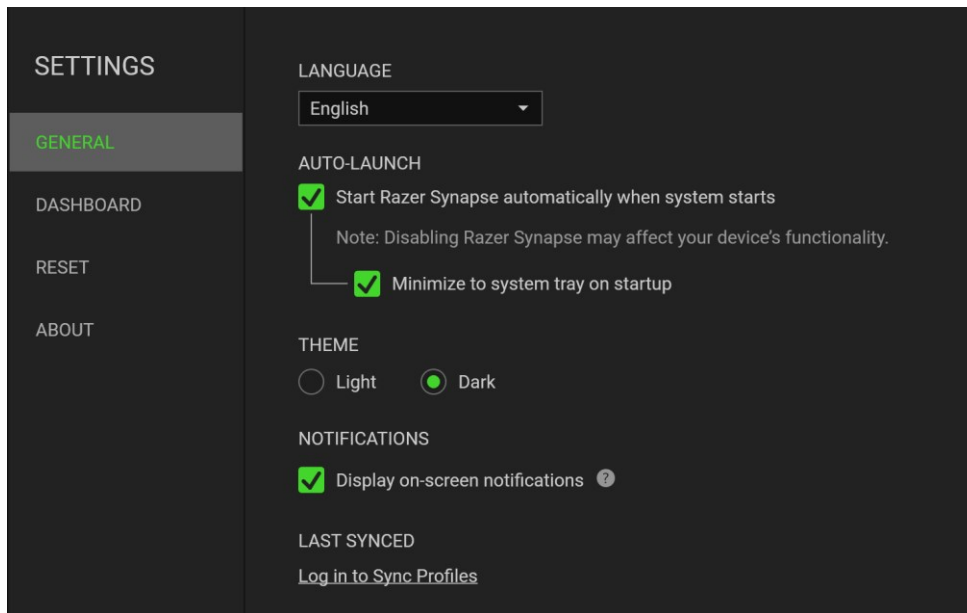 SETTINGS
GENERAL
DASHBOARD
RESET
ABOUT
LANGUAGE
English
AUTO-LAUNCH
Start Razer Synapse automatically when system starts
Note: Disabling Razer Synapse may affect your device’s functionality.
Minimize to system tray on startup
THEME
Light Dark
NOTIFICATIONS
Display on-screen notifications ?
LAST SYNCED
Log in to Sync Profiles